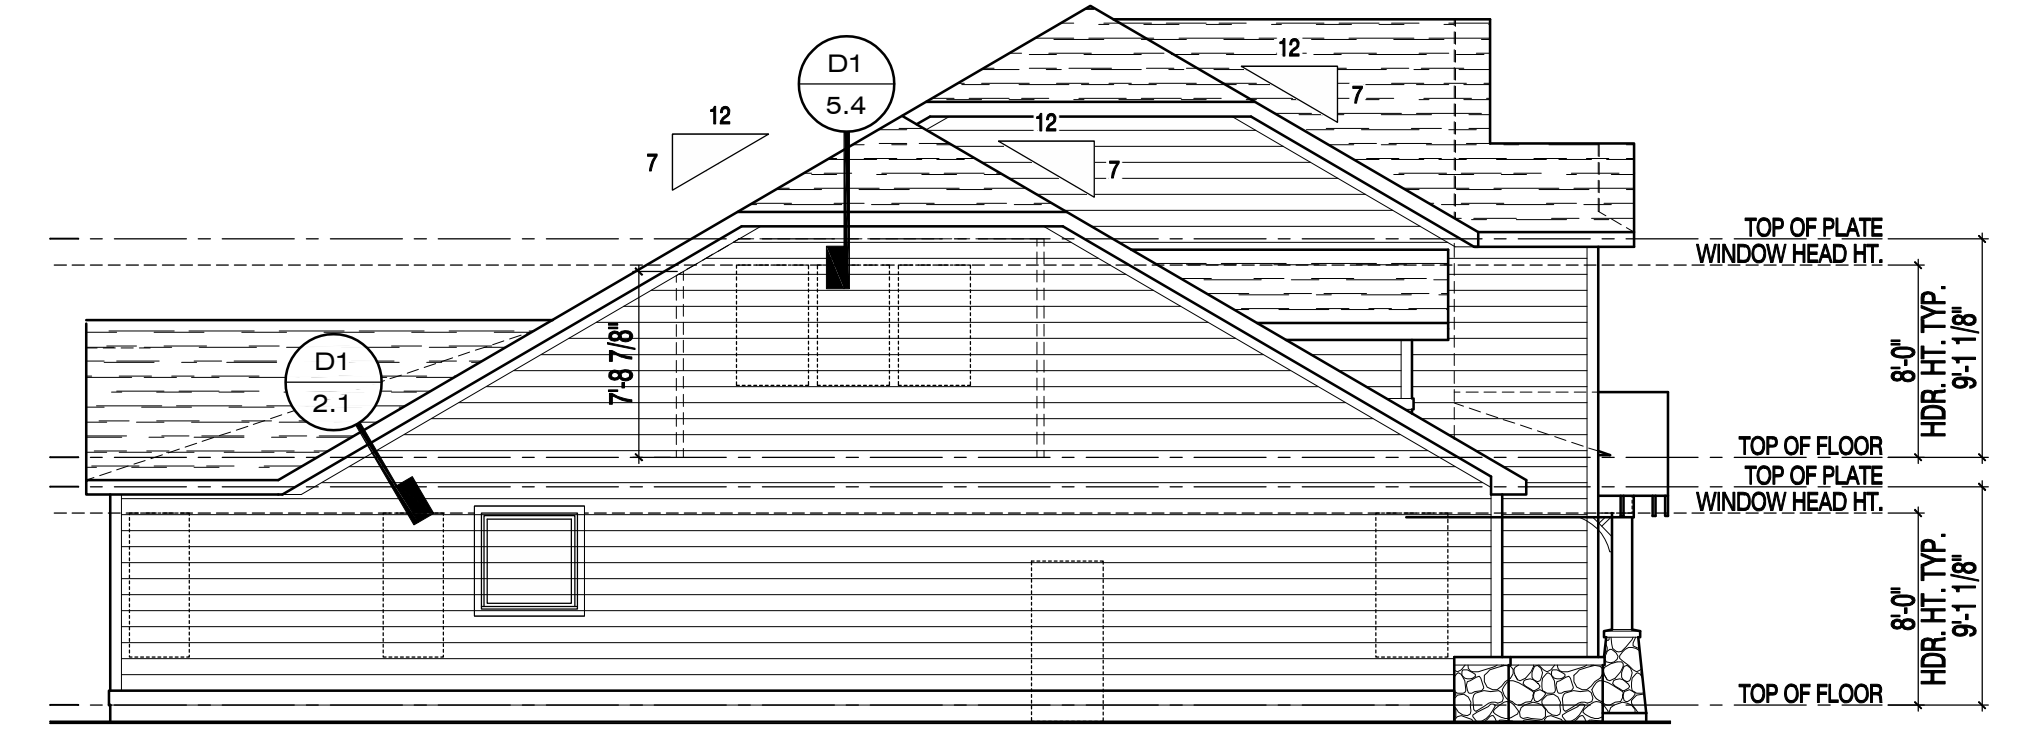 12
7
D1
5.4
12
7
12
7
TOP OF PLATE
WINDOW HEAD HT.
7'-8 7/8"
8'-0"
HDR. HT. TYP.
9'-1 1/8"
D1
2.1
TOP OF FLOOR
TOP OF PLATE
WINDOW HEAD HT.
8'-0"
HDR. HT. TYP.
9'-1 1/8"
TOP OF FLOOR